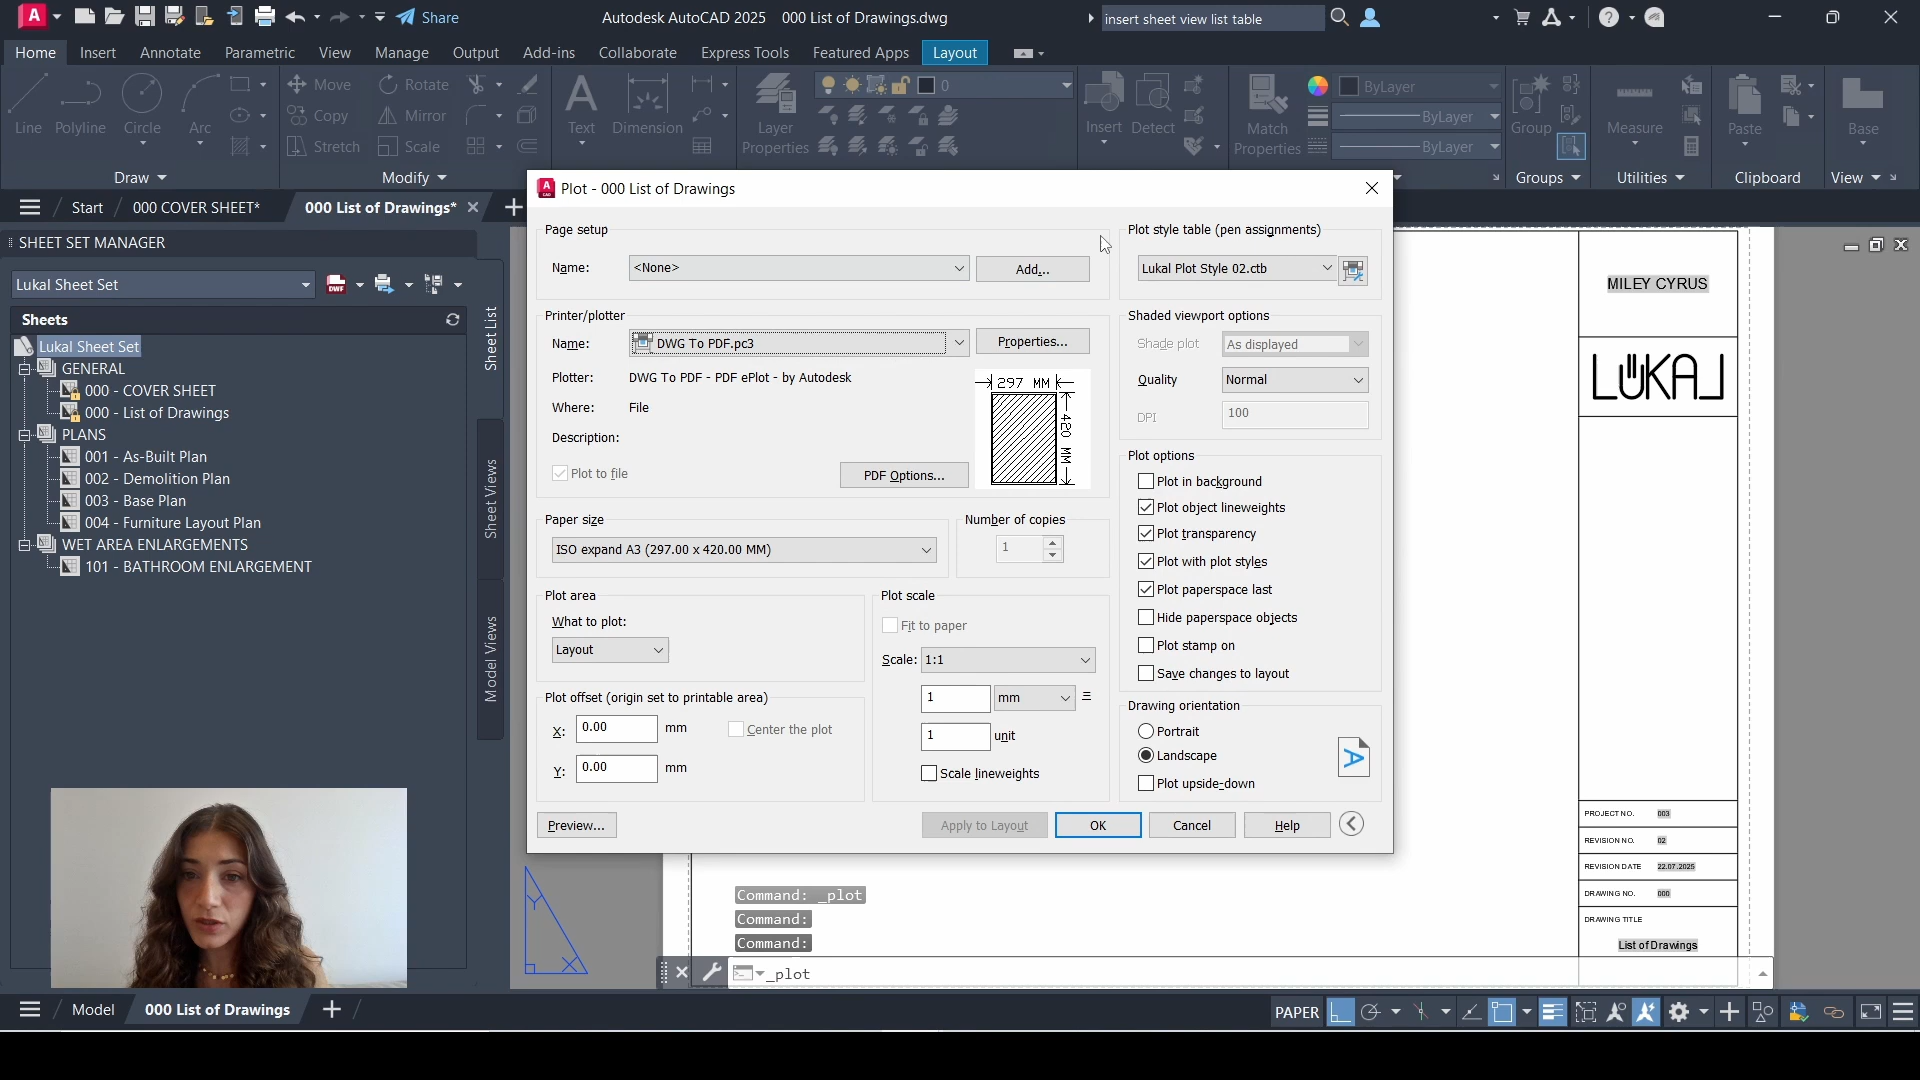 Share
Autodesk AutoCAD 2025 000 List of Drawings.dwg
insert sheet view list table
Home Insert Annotate Parametric View Manage Output Add-ins Collaborate Express Tools Featured Apps Layout
Line Polyline Circle Arc
Draw
Move Rotate
Copy Mirror
Stretch Scale
Modify
Text Dimension
Layer Properties
0
Insert Detect
Match Properties
ByLayer
ByLayer
ByLayer
Group
Groups
Measure
Utilities
Paste
Clipboard
Base
View
Start 000 COVER SHEET* 000 List of Drawings*
SHEET SET MANAGER
Lukal Sheet Set
DWF
Sheets
Lukal Sheet Set
GENERAL
000 - COVER SHEET
000 - List of Drawings
PLANS
001 - As-Built Plan
002 - Demolition Plan
003 - Base Plan
004 - Furniture Layout Plan
WET AREA ENLARGEMENTS
101 - BATHROOM ENLARGEMENT
Sheet List
Sheet Views
Model Views
Plot - 000 List of Drawings
Page setup
Name: <None> Add...
Printer/plotter
Name: DWG To PDF.pc3 Properties...
Plotter: DWG To PDF - PDF ePlot - by Autodesk
Where: File
Description:
Plot to file PDF Options...
297 MM
420 MM
Paper size
ISO expand A3 (297.00 x 420.00 MM)
Number of copies
1
Plot area
What to plot:
Layout
Plot offset (origin set to printable area)
X: 0.00 mm Center the plot
Y: 0.00 mm
Plot scale
Fit to paper
Scale: 1:1
1 mm =
1 unit
Scale lineweights
Plot style table (pen assignments)
Lukal Plot Style 02.ctb
Shaded viewport options
Shade plot As displayed
Quality Normal
DPI 100
Plot options
Plot in background
Plot object lineweights
Plot transparency
Plot with plot styles
Plot paperspace last
Hide paperspace objects
Plot stamp on
Save changes to layout
Drawing orientation
Portrait
Landscape
Plot upside-down
A
Preview... Apply to Layout OK Cancel Help
MILEY CYRUS
LÜKAL
PROJECT NO. 003
REVISION NO. 02
REVISION DATE 22.07.2025
DRAWING NO. 000
DRAWING TITLE
List of Drawings
Y
X
Command: _plot
Command:
Command:
_plot
Model 000 List of Drawings
PAPER